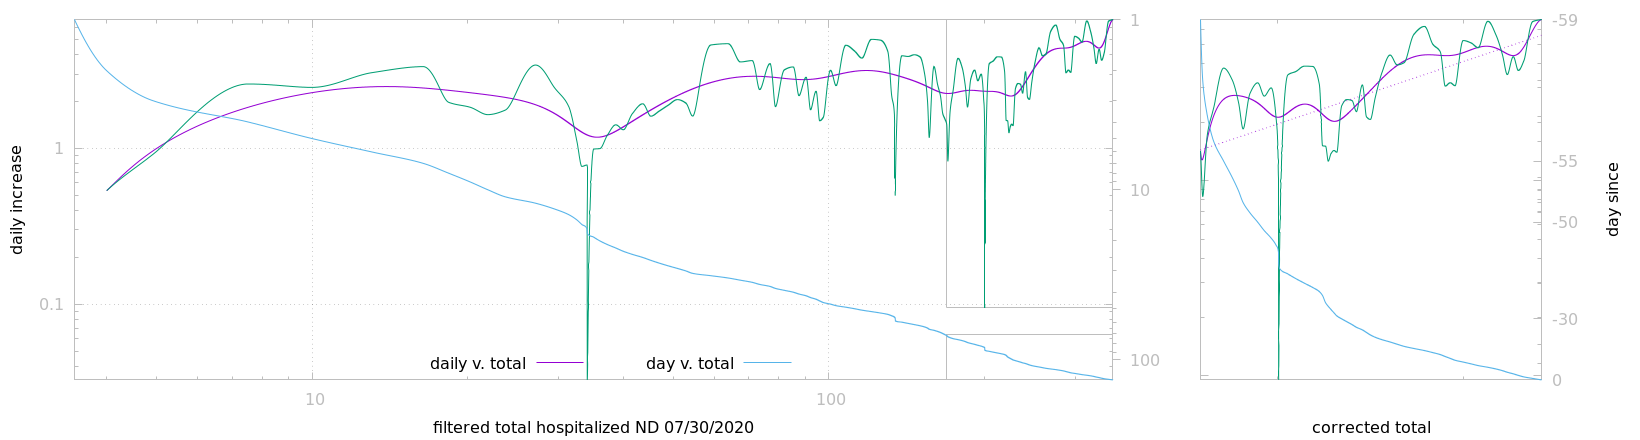 1
-59
1
-55
daily increase
10
-50
day since
0.1
-30
daily v. total
day v. total
100
0
10
100
filtered total hospitalized ND 07/30/2020
corrected total